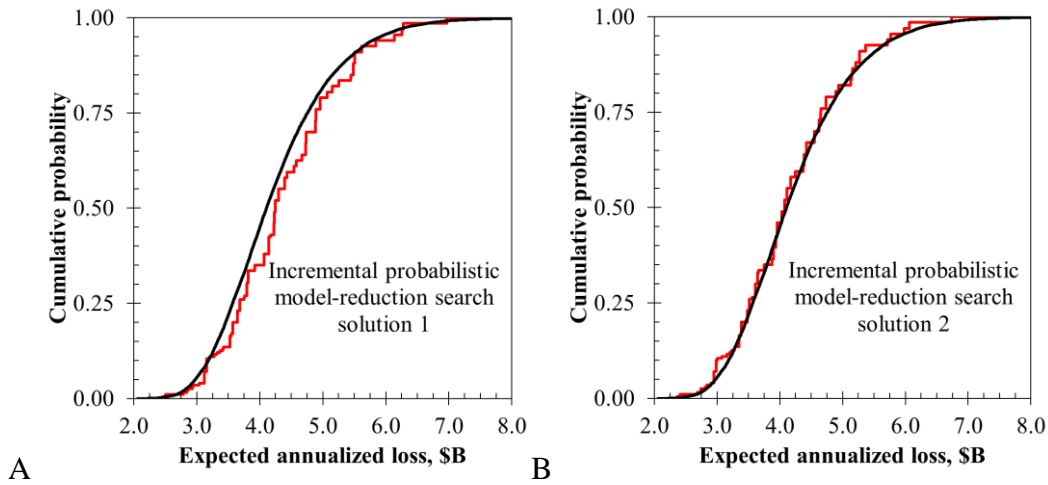 1.00
0.75
0.50
0.25
0.00
Cumulative probability
Incremental probabilistic
model-reduction search
solution 1
2.0 3.0 4.0 5.0 6.0 7.0 8.0
Expected annualized loss, $B
A
1.00
0.75
0.50
0.25
0.00
Cumulative probability
Incremental probabilistic
model-reduction search
solution 2
2.0 3.0 4.0 5.0 6.0 7.0 8.0
Expected annualized loss, $B
B